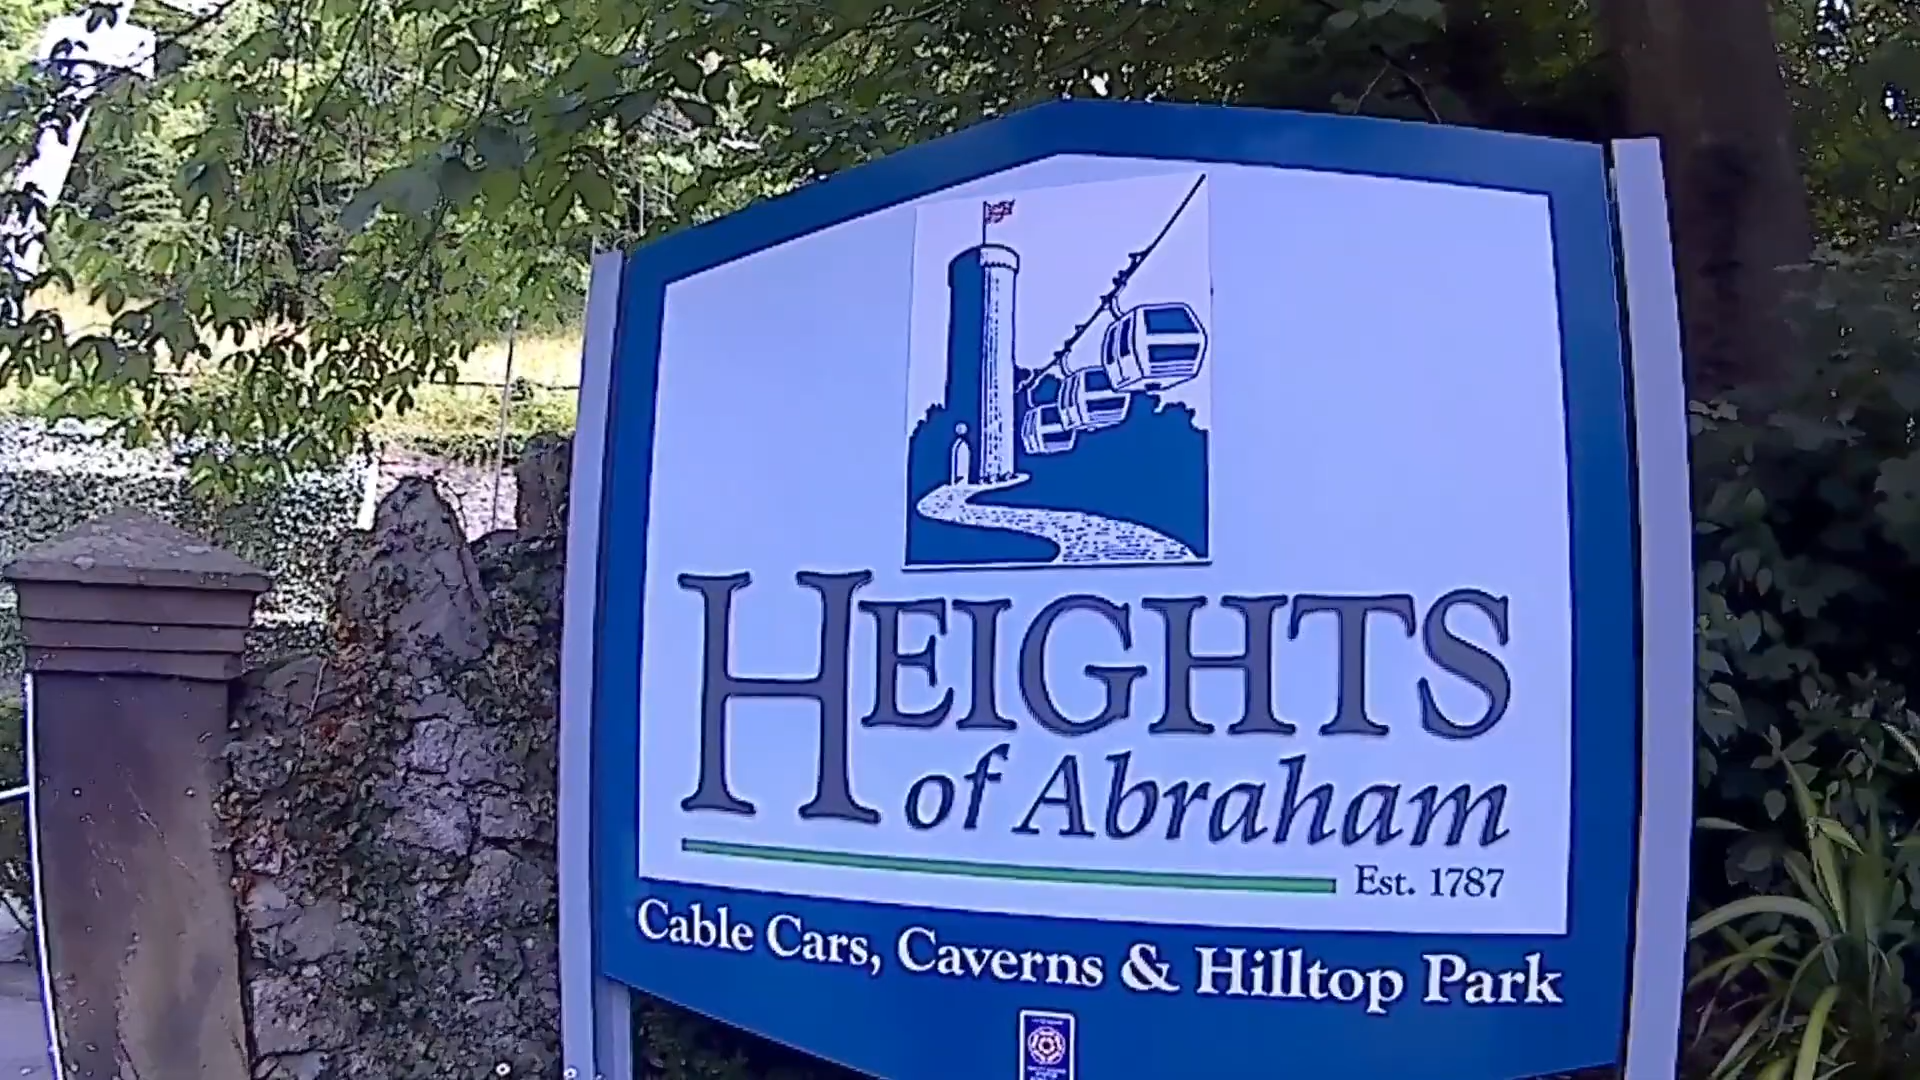 HEIGHTS
of Abraham
Est. 1787
Cable Cars, Caverns & Hilltop Park